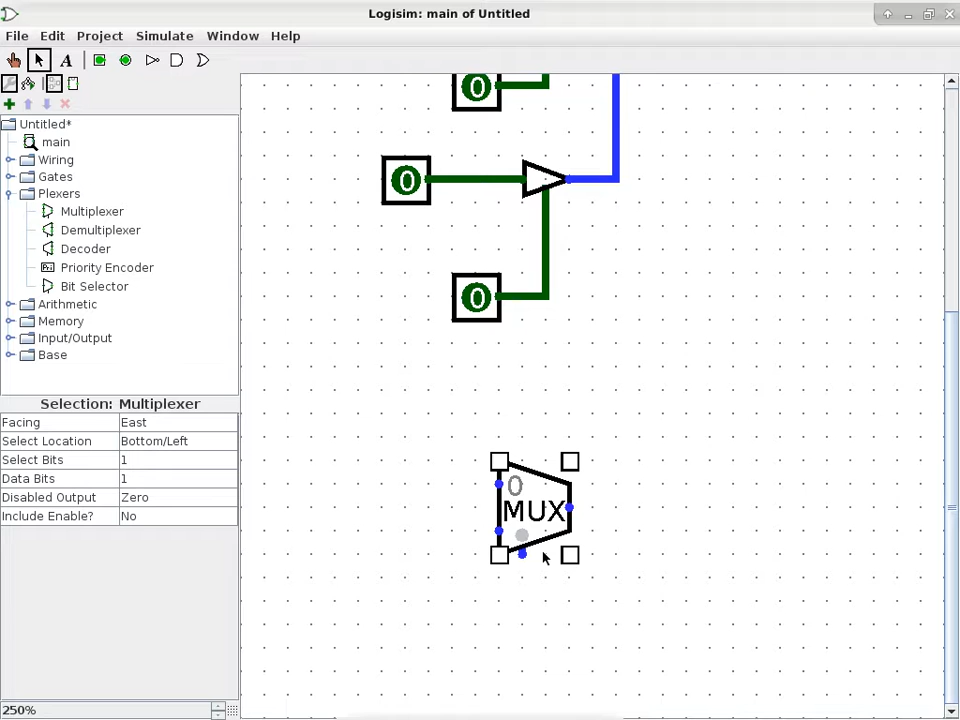 Logisim: main of Untitled
File Edit Project Simulate Window Help
A
Untitled*
main
Wiring
Gates
Plexers
Multiplexer
Demultiplexer
Decoder
Pri Priority Encoder
Bit Selector
Arithmetic
Memory
Input/Output
Base
Selection: Multiplexer
Facing East
Select Location Bottom/Left
Select Bits 1
Data Bits 1
Disabled Output Zero
Include Enable? No
250%
0
0
0
0
MUX